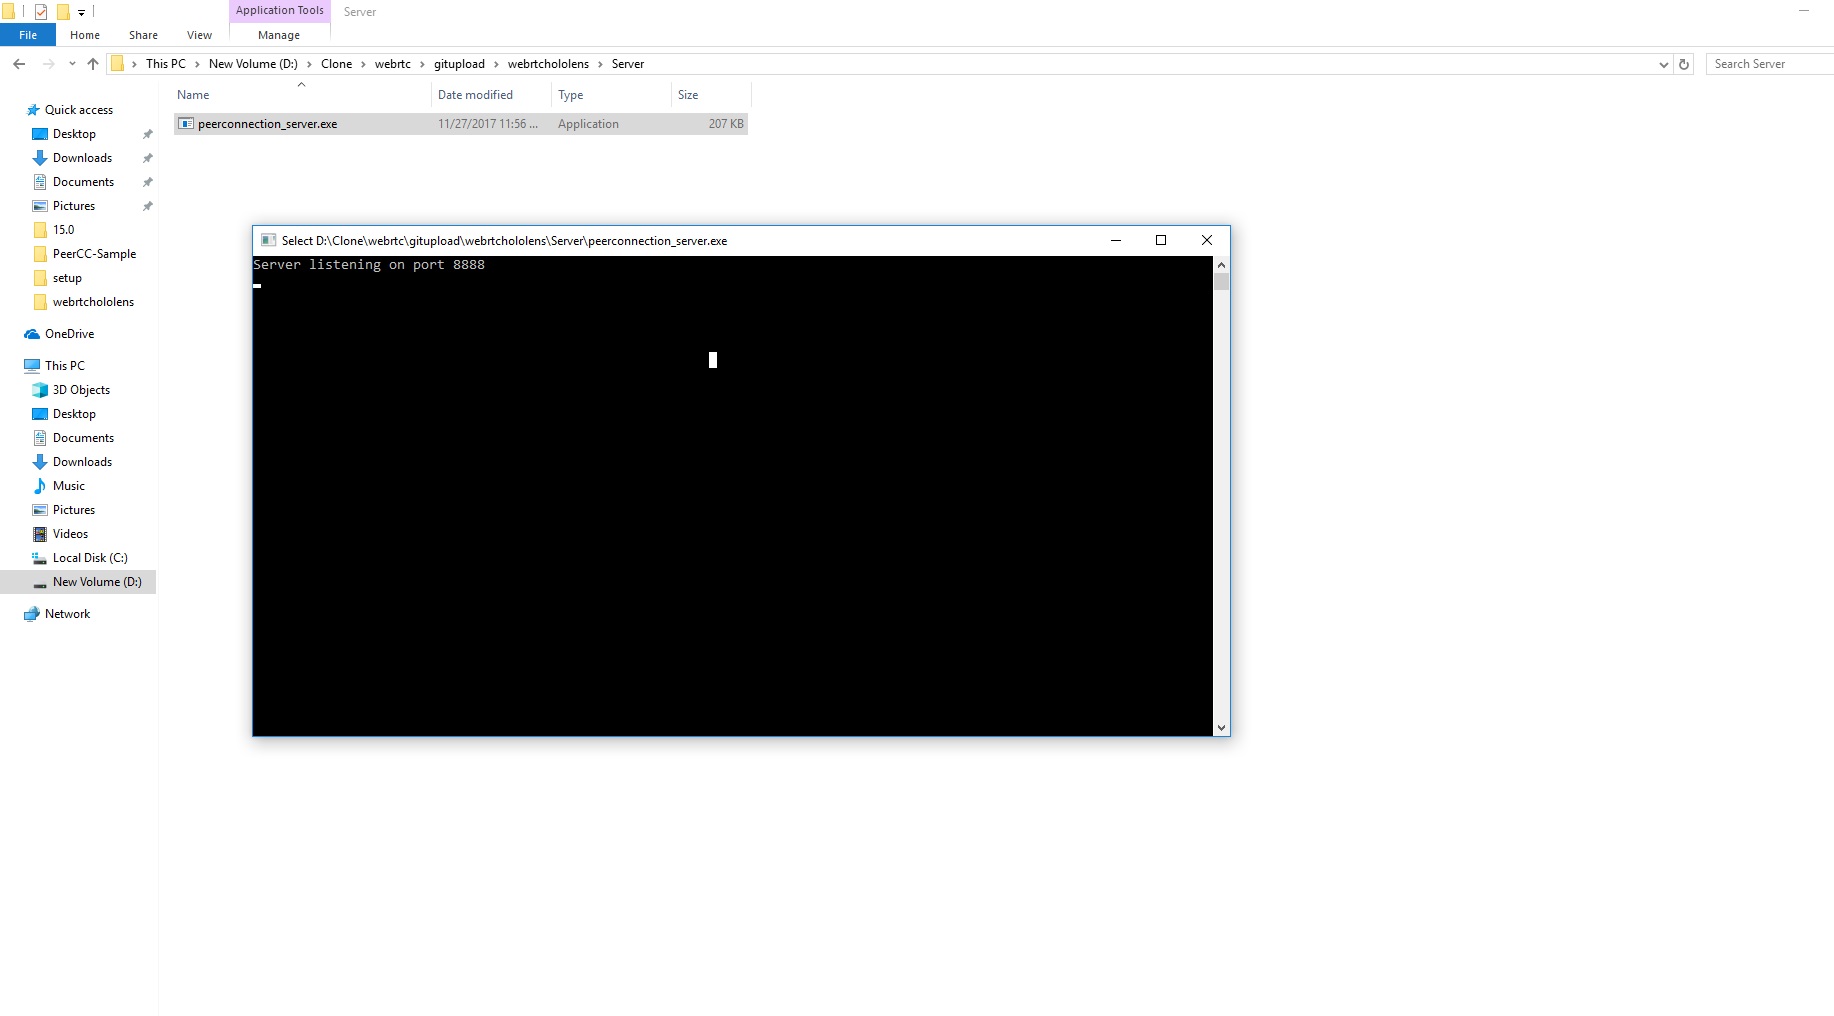 Application Tools
Server
File
Home
Share
View
Manage
This PC
New Volume (D:)
Clone
webrtc
gitupload
webrtchololens
Server
Search Server
Name
Date modified
Type
Size
peerconnection_server.exe
11/27/2017 11:56 ...
Application
207 KB
Quick access
Desktop
Downloads
Documents
Pictures
15.0
PeerCC-Sample
setup
webrtchololens
OneDrive
This PC
3D Objects
Desktop
Documents
Downloads
Music
Pictures
Videos
Local Disk (C:)
New Volume (D:)
Network
Select D:\Clone\webrtc\gitupload\webrtchololens\Server\peerconnection_server.exe
Server listening on port 8888